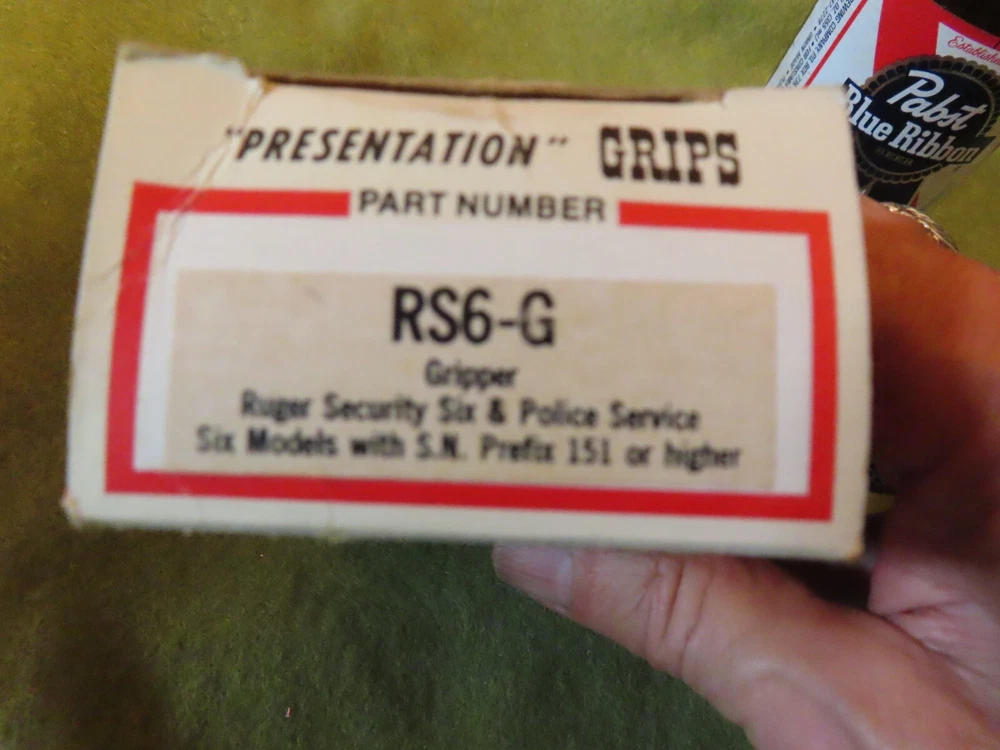 "PRESENTATION" GRIPS
PART NUMBER
RS6-G
Gripper
Ruger Security Six & Police Service
Six Models with S.N. Prefix 151 or higher
Established
Pabst
Blue Ribbon